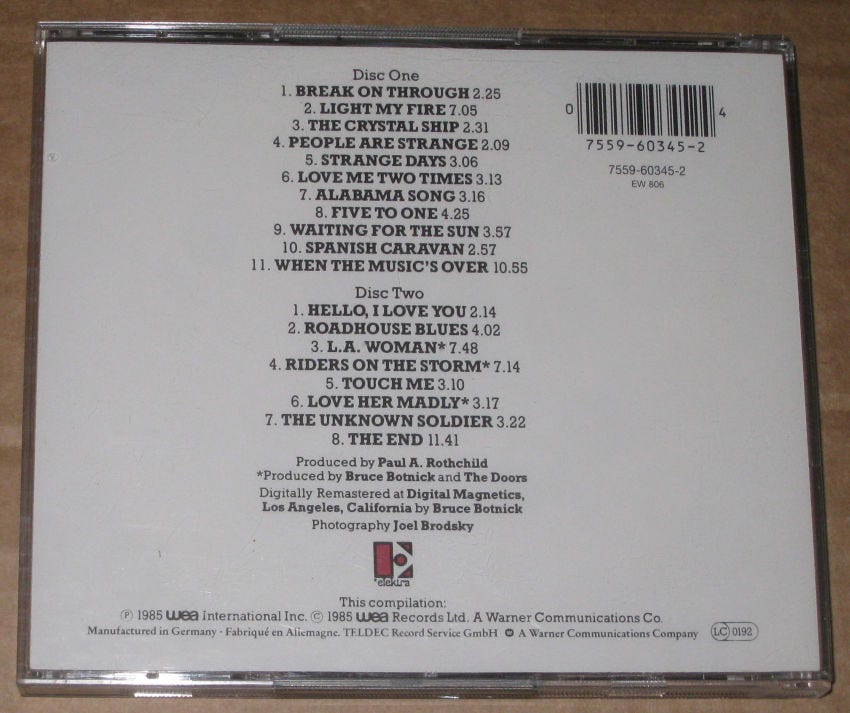 Disc One
1. BREAK ON THROUGH 2.25
2. LIGHT MY FIRE 7.05
3. THE CRYSTAL SHIP 2.31
4. PEOPLE ARE STRANGE 2.09
5. STRANGE DAYS 3.06
6. LOVE ME TWO TIMES 3.13
7. ALABAMA SONG 3.16
8. FIVE TO ONE 4.25
9. WAITING FOR THE SUN 3.57
10. SPANISH CARAVAN 2.57
11. WHEN THE MUSIC'S OVER 10.55
0 4
7559-60345-2
7559-60345-2
EW 806
Disc Two
1. HELLO, I LOVE YOU 2.14
2. ROADHOUSE BLUES 4.02
3. L.A. WOMAN* 7.48
4. RIDERS ON THE STORM* 7.14
5. TOUCH ME 3.10
6. LOVE HER MADLY* 3.17
7. THE UNKNOWN SOLDIER 3.22
8. THE END 11.41
Produced by Paul A. Rothchild
*Produced by Bruce Botnick and The Doors
Digitally Remastered at Digital Magnetics,
Los Angeles, California by Bruce Botnick
Photography Joel Brodsky
elektra
This compilation:
℗ 1985 wea International Inc. © 1985 wea Records Ltd. A Warner Communications Co.
Manufactured in Germany · Fabriqué en Allemagne. TELDEC Record Service GmbH A Warner Communications Company LC 0192